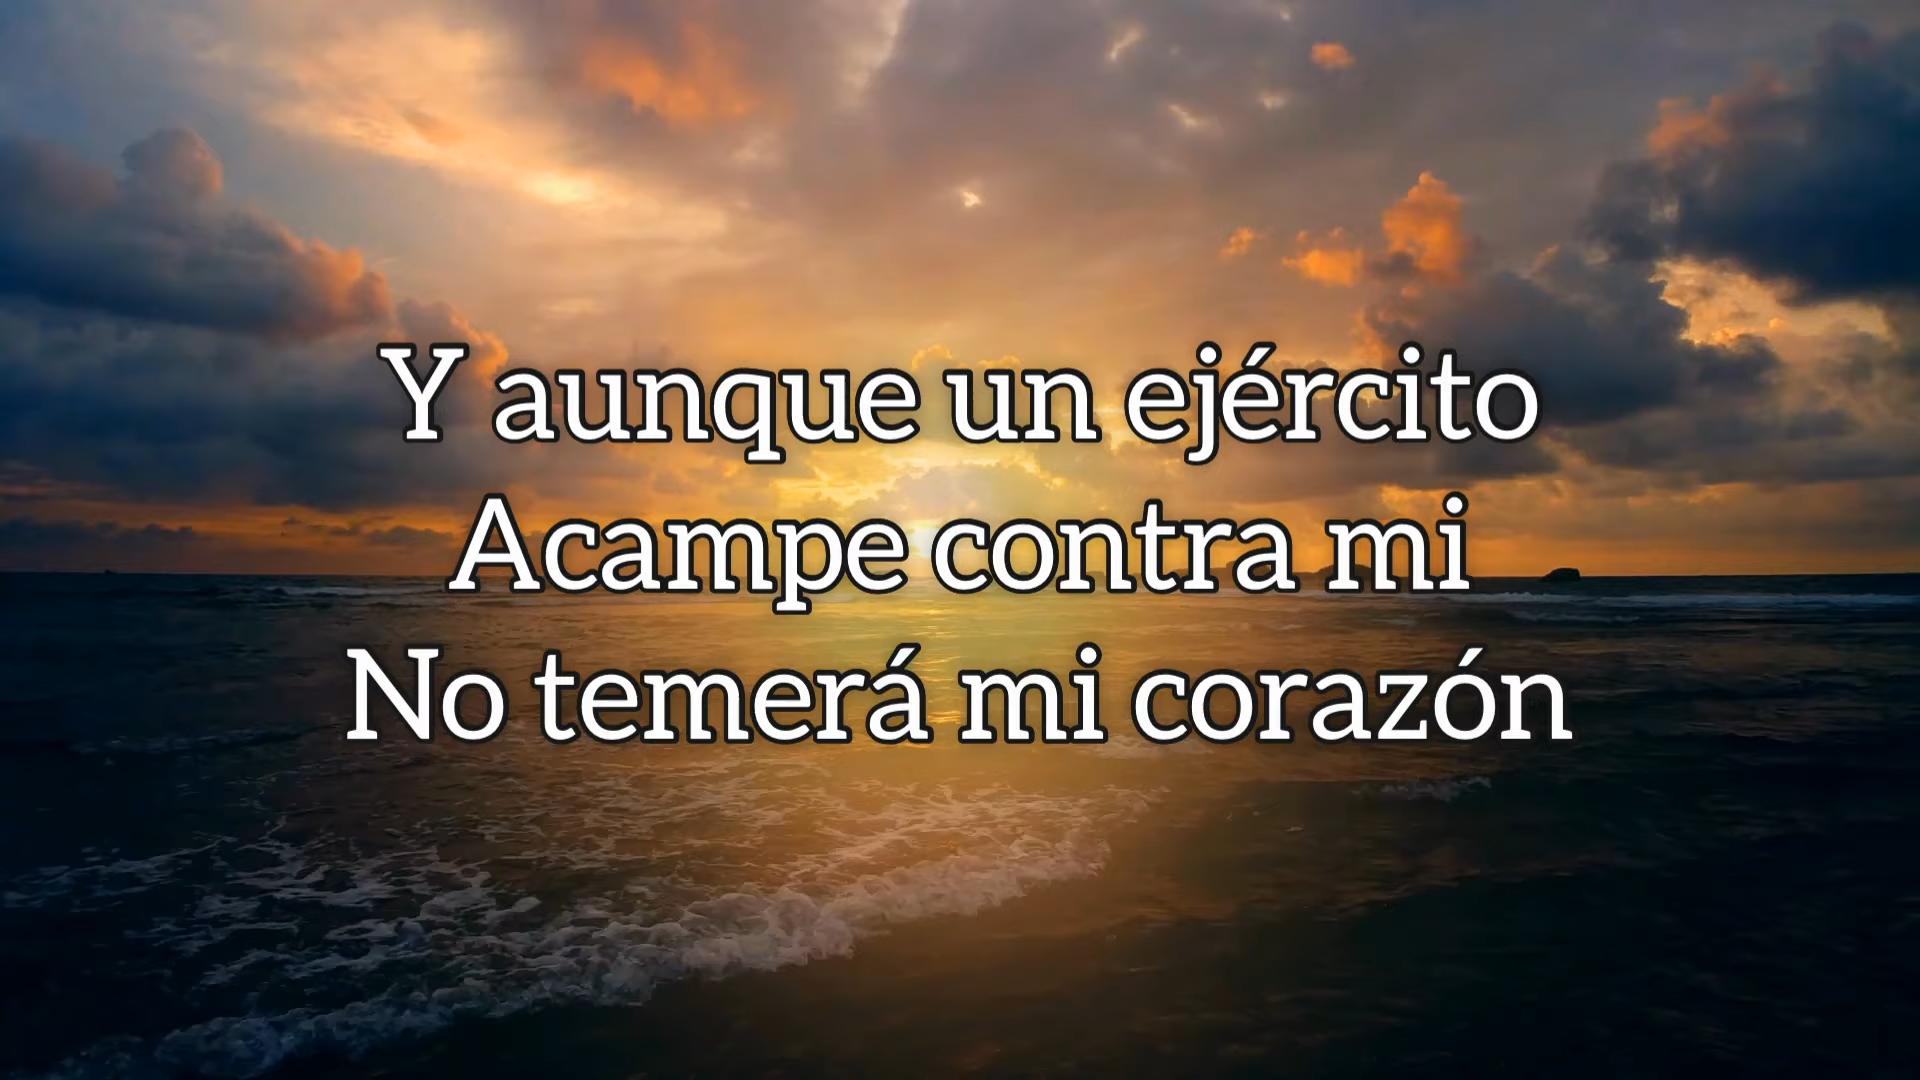 Y aunque un ejército
Acampe contra mi
No temerá mi corazón